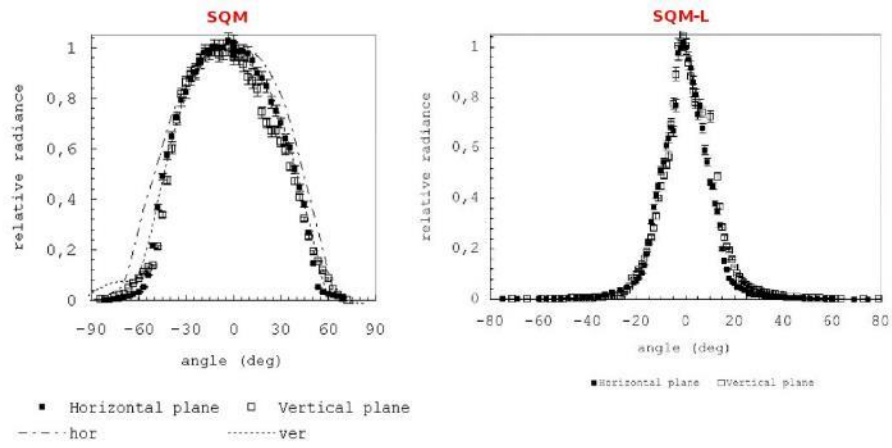 SQM
1
0,8
0,6
0,4
0,2
0
relative radiance
-90 -60 -30 0 30 60 90
angle (deg)
Horizontal plane Vertical plane
hor ver
SQM-L
1
0,8
0,6
0,4
0,2
0
relative radiance
-80 -60 -40 -20 0 20 40 60 80
angle (deg)
Horizontal plane Vertical plane